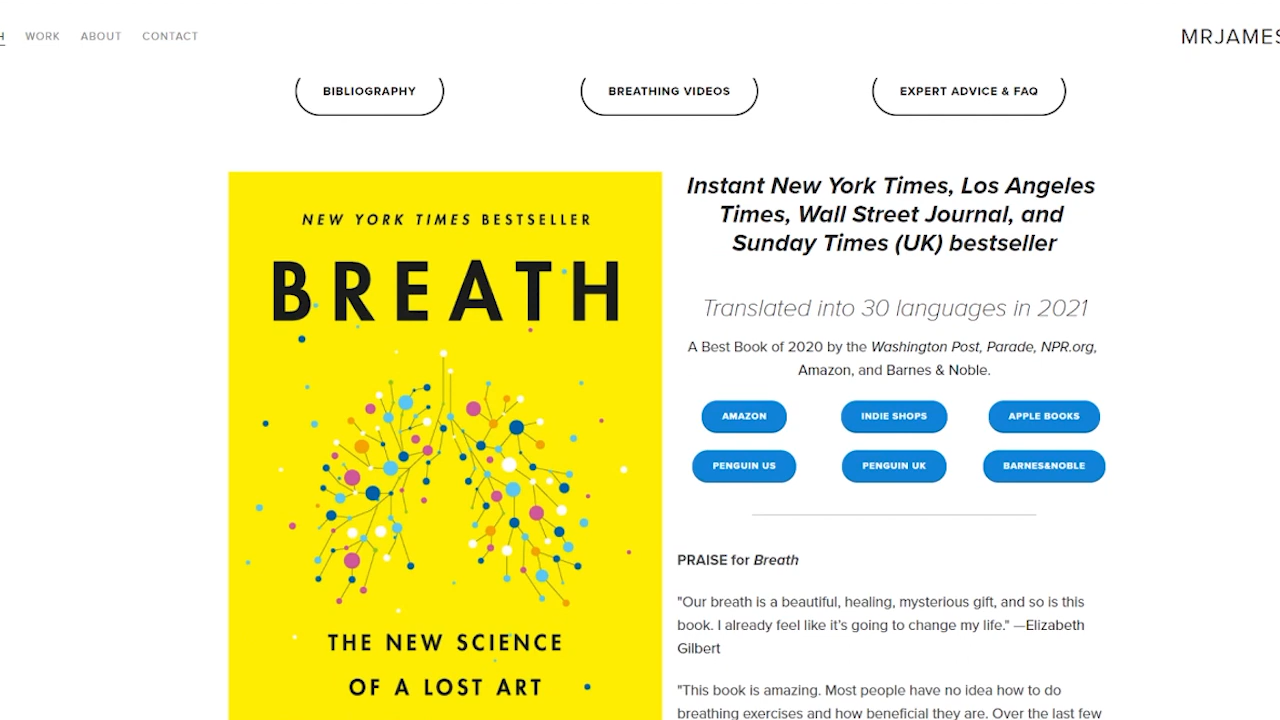 WORK ABOUT CONTACT
MRJAMES
BIBLIOGRAPHY
BREATHING VIDEOS
EXPERT ADVICE & FAQ
NEW YORK TIMES BESTSELLER
BREATH
THE NEW SCIENCE
OF A LOST ART
Instant New York Times, Los Angeles
Times, Wall Street Journal, and
Sunday Times (UK) bestseller
Translated into 30 languages in 2021
A Best Book of 2020 by the Washington Post, Parade, NPR.org,
Amazon, and Barnes & Noble.
AMAZON
INDIE SHOPS
APPLE BOOKS
PENGUIN US
PENGUIN UK
BARNES&NOBLE
PRAISE for Breath
"Our breath is a beautiful, healing, mysterious gift, and so is this
book. I already feel like it's going to change my life." —Elizabeth
Gilbert
"This book is amazing. Most people have no idea how to do
breathing exercises and how beneficial they are. Over the last few